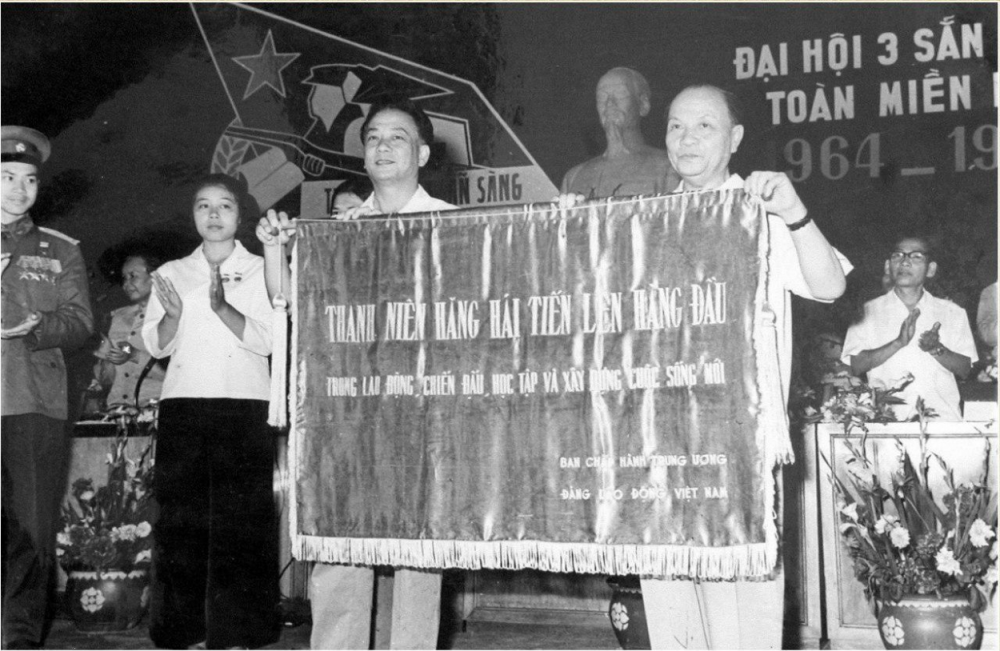 ĐẠI HỘI 3 SẴN
TOÀN MIỀN
964 _ 1
N SÀNG
THANH NIÊN HĂNG HÁI TIẾN LÊN HÀNG ĐẦU
TRONG LAO ĐỘNG, CHIẾN ĐẤU, HỌC TẬP VÀ XÂY DỰNG CUỘC SỐNG MỚI
BAN CHẤP HÀNH TRUNG ƯƠNG
ĐẢNG LAO ĐỘNG VIỆT NAM